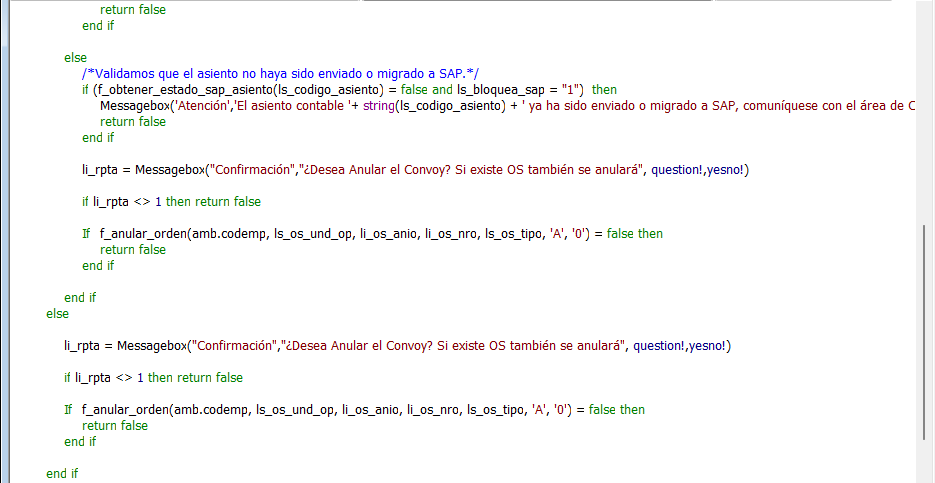 return false
end if
else
/*Validamos que el asiento no haya sido enviado o migrado a SAP.*/
if (f_obtener_estado_sap_asiento(ls_codigo_asiento) = false and ls_bloquea_sap = "1")  then
Messagebox('Atención','El asiento contable '+ string(ls_codigo_asiento) + ' ya ha sido enviado o migrado a SAP, comuníquese con el área de C
return false
end if
li_rpta = Messagebox("Confirmación","¿Desea Anular el Convoy? Si existe OS también se anulará", question!,yesno!)
if li_rpta <> 1 then return false
If  f_anular_orden(amb.codemp, ls_os_und_op, li_os_anio, li_os_nro, ls_os_tipo, 'A', '0') = false then
return false
end if
end if
else
li_rpta = Messagebox("Confirmación","¿Desea Anular el Convoy? Si existe OS también se anulará", question!,yesno!)
if li_rpta <> 1 then return false
If  f_anular_orden(amb.codemp, ls_os_und_op, li_os_anio, li_os_nro, ls_os_tipo, 'A', '0') = false then
return false
end if
end if